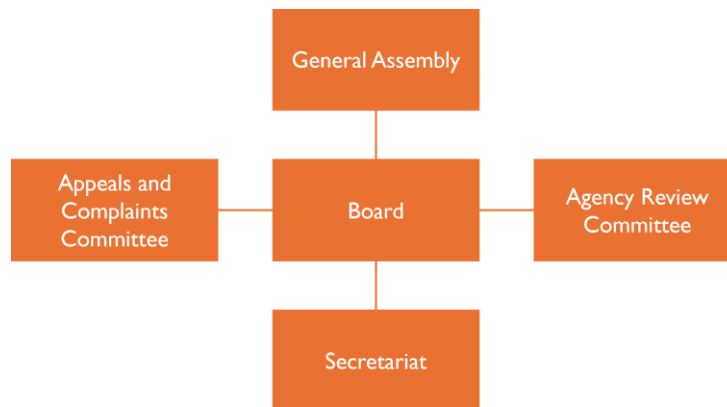 General Assembly
Appeals and
Complaints
Committee
Board
Agency Review
Committee
Secretariat